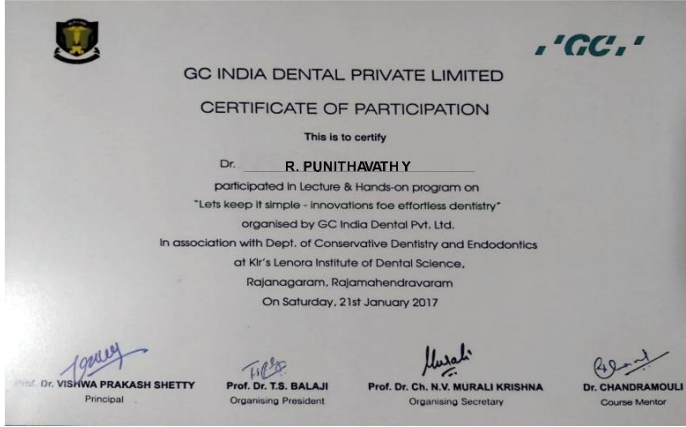 GC
GC INDIA DENTAL PRIVATE LIMITED
CERTIFICATE OF PARTICIPATION
This is to certify
Dr. R. PUNITHAVATHY
participated in Lecture & Hands-on program on
"Lets keep it simple - innovations foe effortless dentistry"
organised by GC India Dental Pvt. Ltd.
In association with Dept. of Conservative Dentistry and Endodontics
at Klr's Lenora Institute of Dental Science,
Rajanagaram, Rajamahendravaram
On Saturday, 21st January 2017
Prof. Dr. VISHWA PRAKASH SHETTY Prof. Dr. T.S. BALAJI Prof. Dr. Ch. N.V. MURALI KRISHNA Dr. CHANDRAMOULI
Principal Organising President Organising Secretary Course Mentor